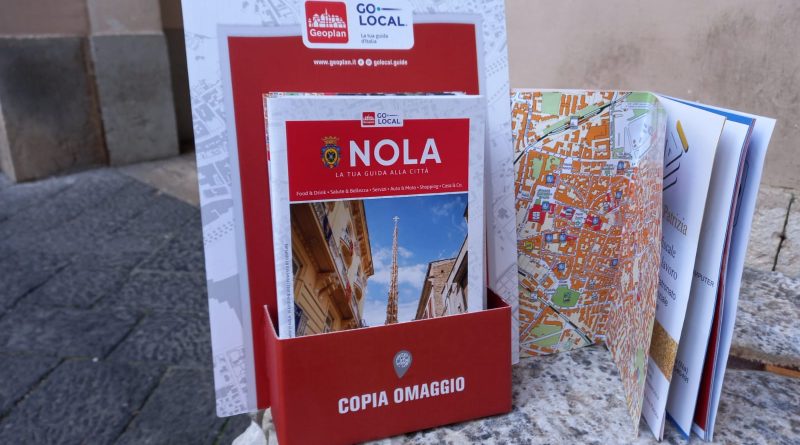 Geoplan
GO
LOCAL.
La tua guida
d'Italia
www.geoplan.it golocal.guide
Geoplan
GO
LOCAL.
NOLA
LA TUA GUIDA ALLA CITTÀ
Food & Drink • Salute & Bellezza • Servizi • Auto & Moto • Shopping • Casa & Co.
COPIA OMAGGIO